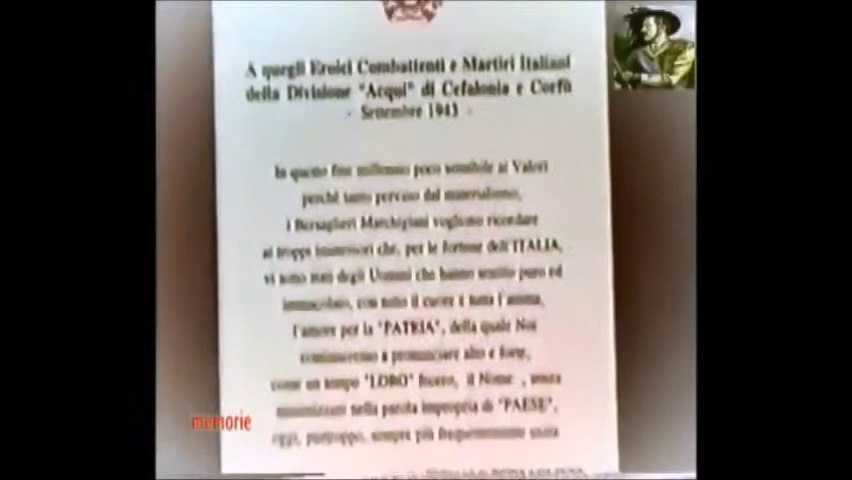 A quegli Eroici Combattenti e Martiri Italiani
della Divisione "Acqui" di Cefalonia e Corfù
- Settembre 1943 -
In questo fine millennio poco sensibile ai Valori
perché tanto pervaso dal materialismo,
i Bersaglieri Marchigiani vogliono ricordare
ai troppi immemori che, per le fortune dell'ITALIA,
vi sono stati degli Uomini che hanno sentito puro ed
immacolato, con tutto il cuore e tutta l'anima,
l'amore per la "PATRIA", della quale Noi
continueremo a pronunciare alto e forte,
come un tempo "LORO" fecero, il Nome , senza
minimizzare nella parola impropria di "PAESE",
oggi, purtroppo, sempre più frequentemente usata
memorie